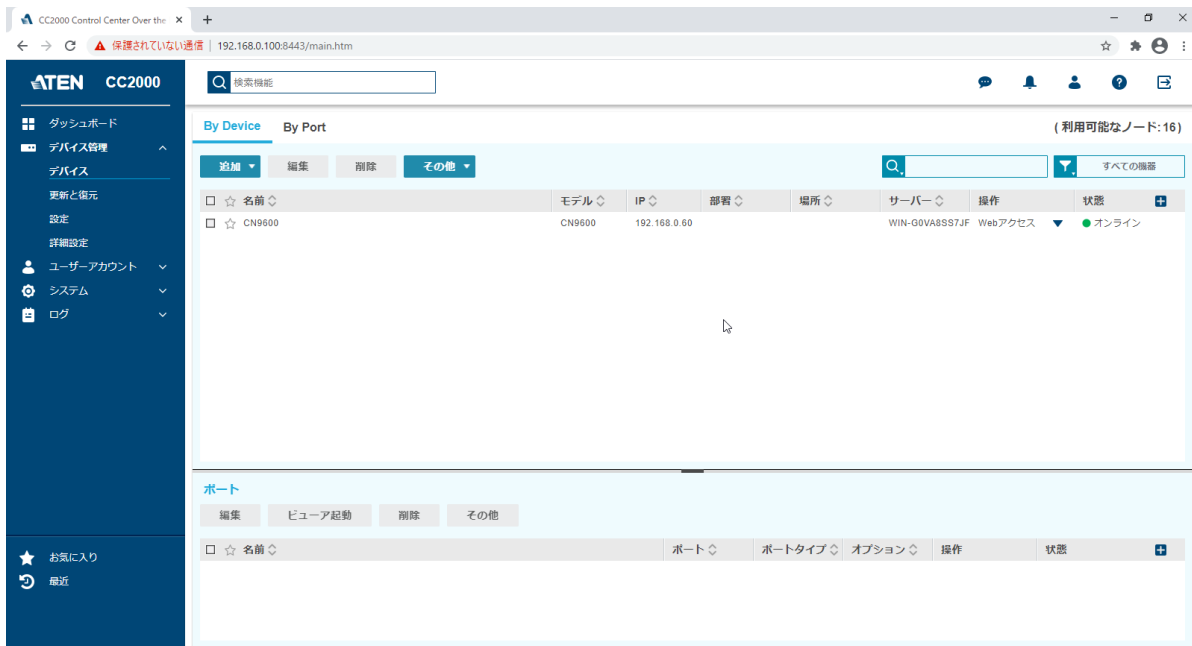 CC2000 Control Center Over the
保護されていない通信 | 192.168.0.100:8443/main.htm
ATEN CC2000
検索機能
ダッシュボード
デバイス管理
デバイス
更新と復元
設定
詳細設定
ユーザーアカウント
システム
ログ
お気に入り
最近
By Device By Port (利用可能なノード:16)
追加 編集 削除 その他 すべての機器
名前 モデル IP 部署 場所 サーバー 操作 状態
CN9600 CN9600 192.168.0.60 WIN-G0VA8SS7JF Webアクセス オンライン
ポート
編集 ビューア起動 削除 その他
名前 ポート ポートタイプ オプション 操作 状態